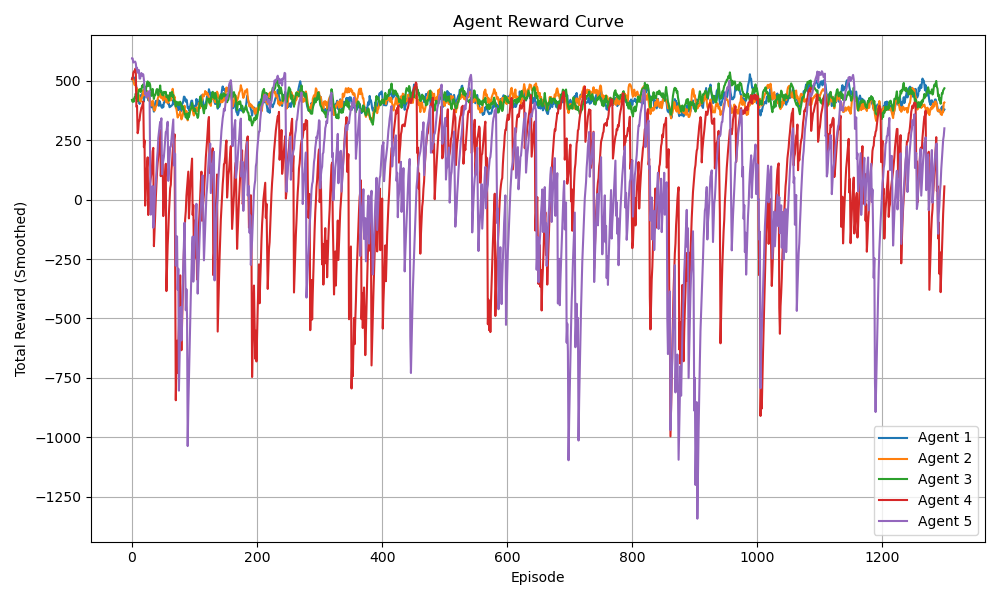 Agent Reward Curve
Total Reward (Smoothed)
500
250
0
−250
−500
−750
−1000
−1250
0 200 400 600 800 1000 1200
Episode
Agent 1
Agent 2
Agent 3
Agent 4
Agent 5